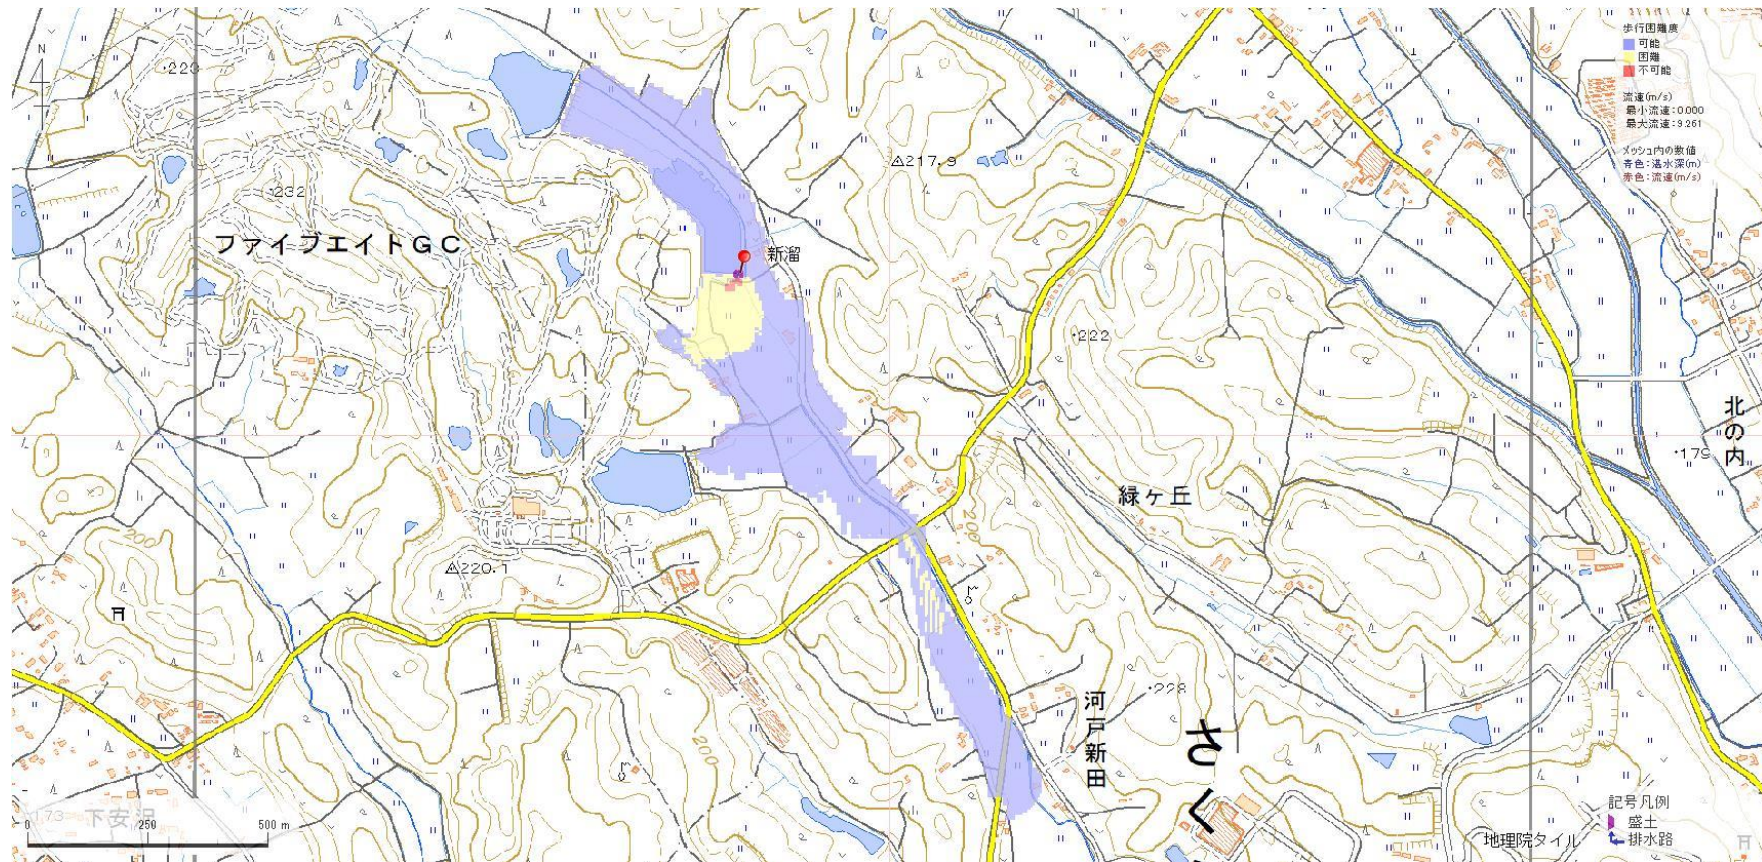 N
・223
・232
ファイブエイトGC
新溜
△217.9
・222
歩行困難度
可能
困難
不可能
流速(m/s)
最小流速:0.000
最大流速:9.261
メッシュ内の数値
青色:湛水深(m)
赤色:流速(m/s)
北の内
・179
緑ヶ丘
200
200
△220.1
200
・228
河戸新田
さく
173
下安沢
0 250 500 m
記号凡例
盛土
排水路
地理院タイル